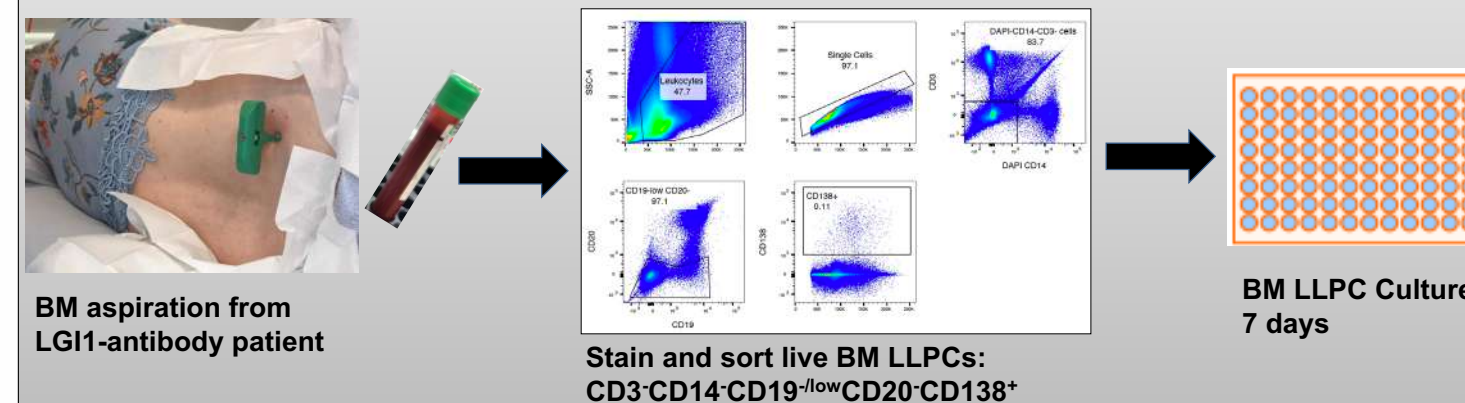 Leukocytes
47.7
SSC-A
Single Cells
97.1
DAPI-CD14-CD3- cells
83.7
CD3
DAPI CD14
CD19-low CD20-
97.1
CD20
CD19
CD138+
0.11
CD138
BM aspiration from
LGI1-antibody patient
Stain and sort live BM LLPCs:
CD3-CD14-CD19-/lowCD20-CD138+
BM LLPC Culture
7 days